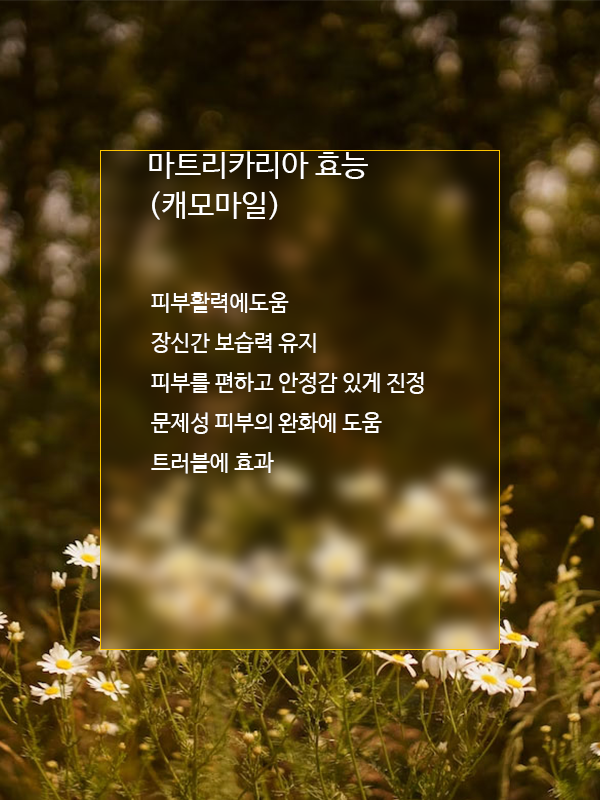 마트리카리아 효능
(캐모마일)
피부활력에도움
장신간 보습력 유지
피부를 편하고 안정감 있게 진정
문제성 피부의 완화에 도움
트러블에 효과